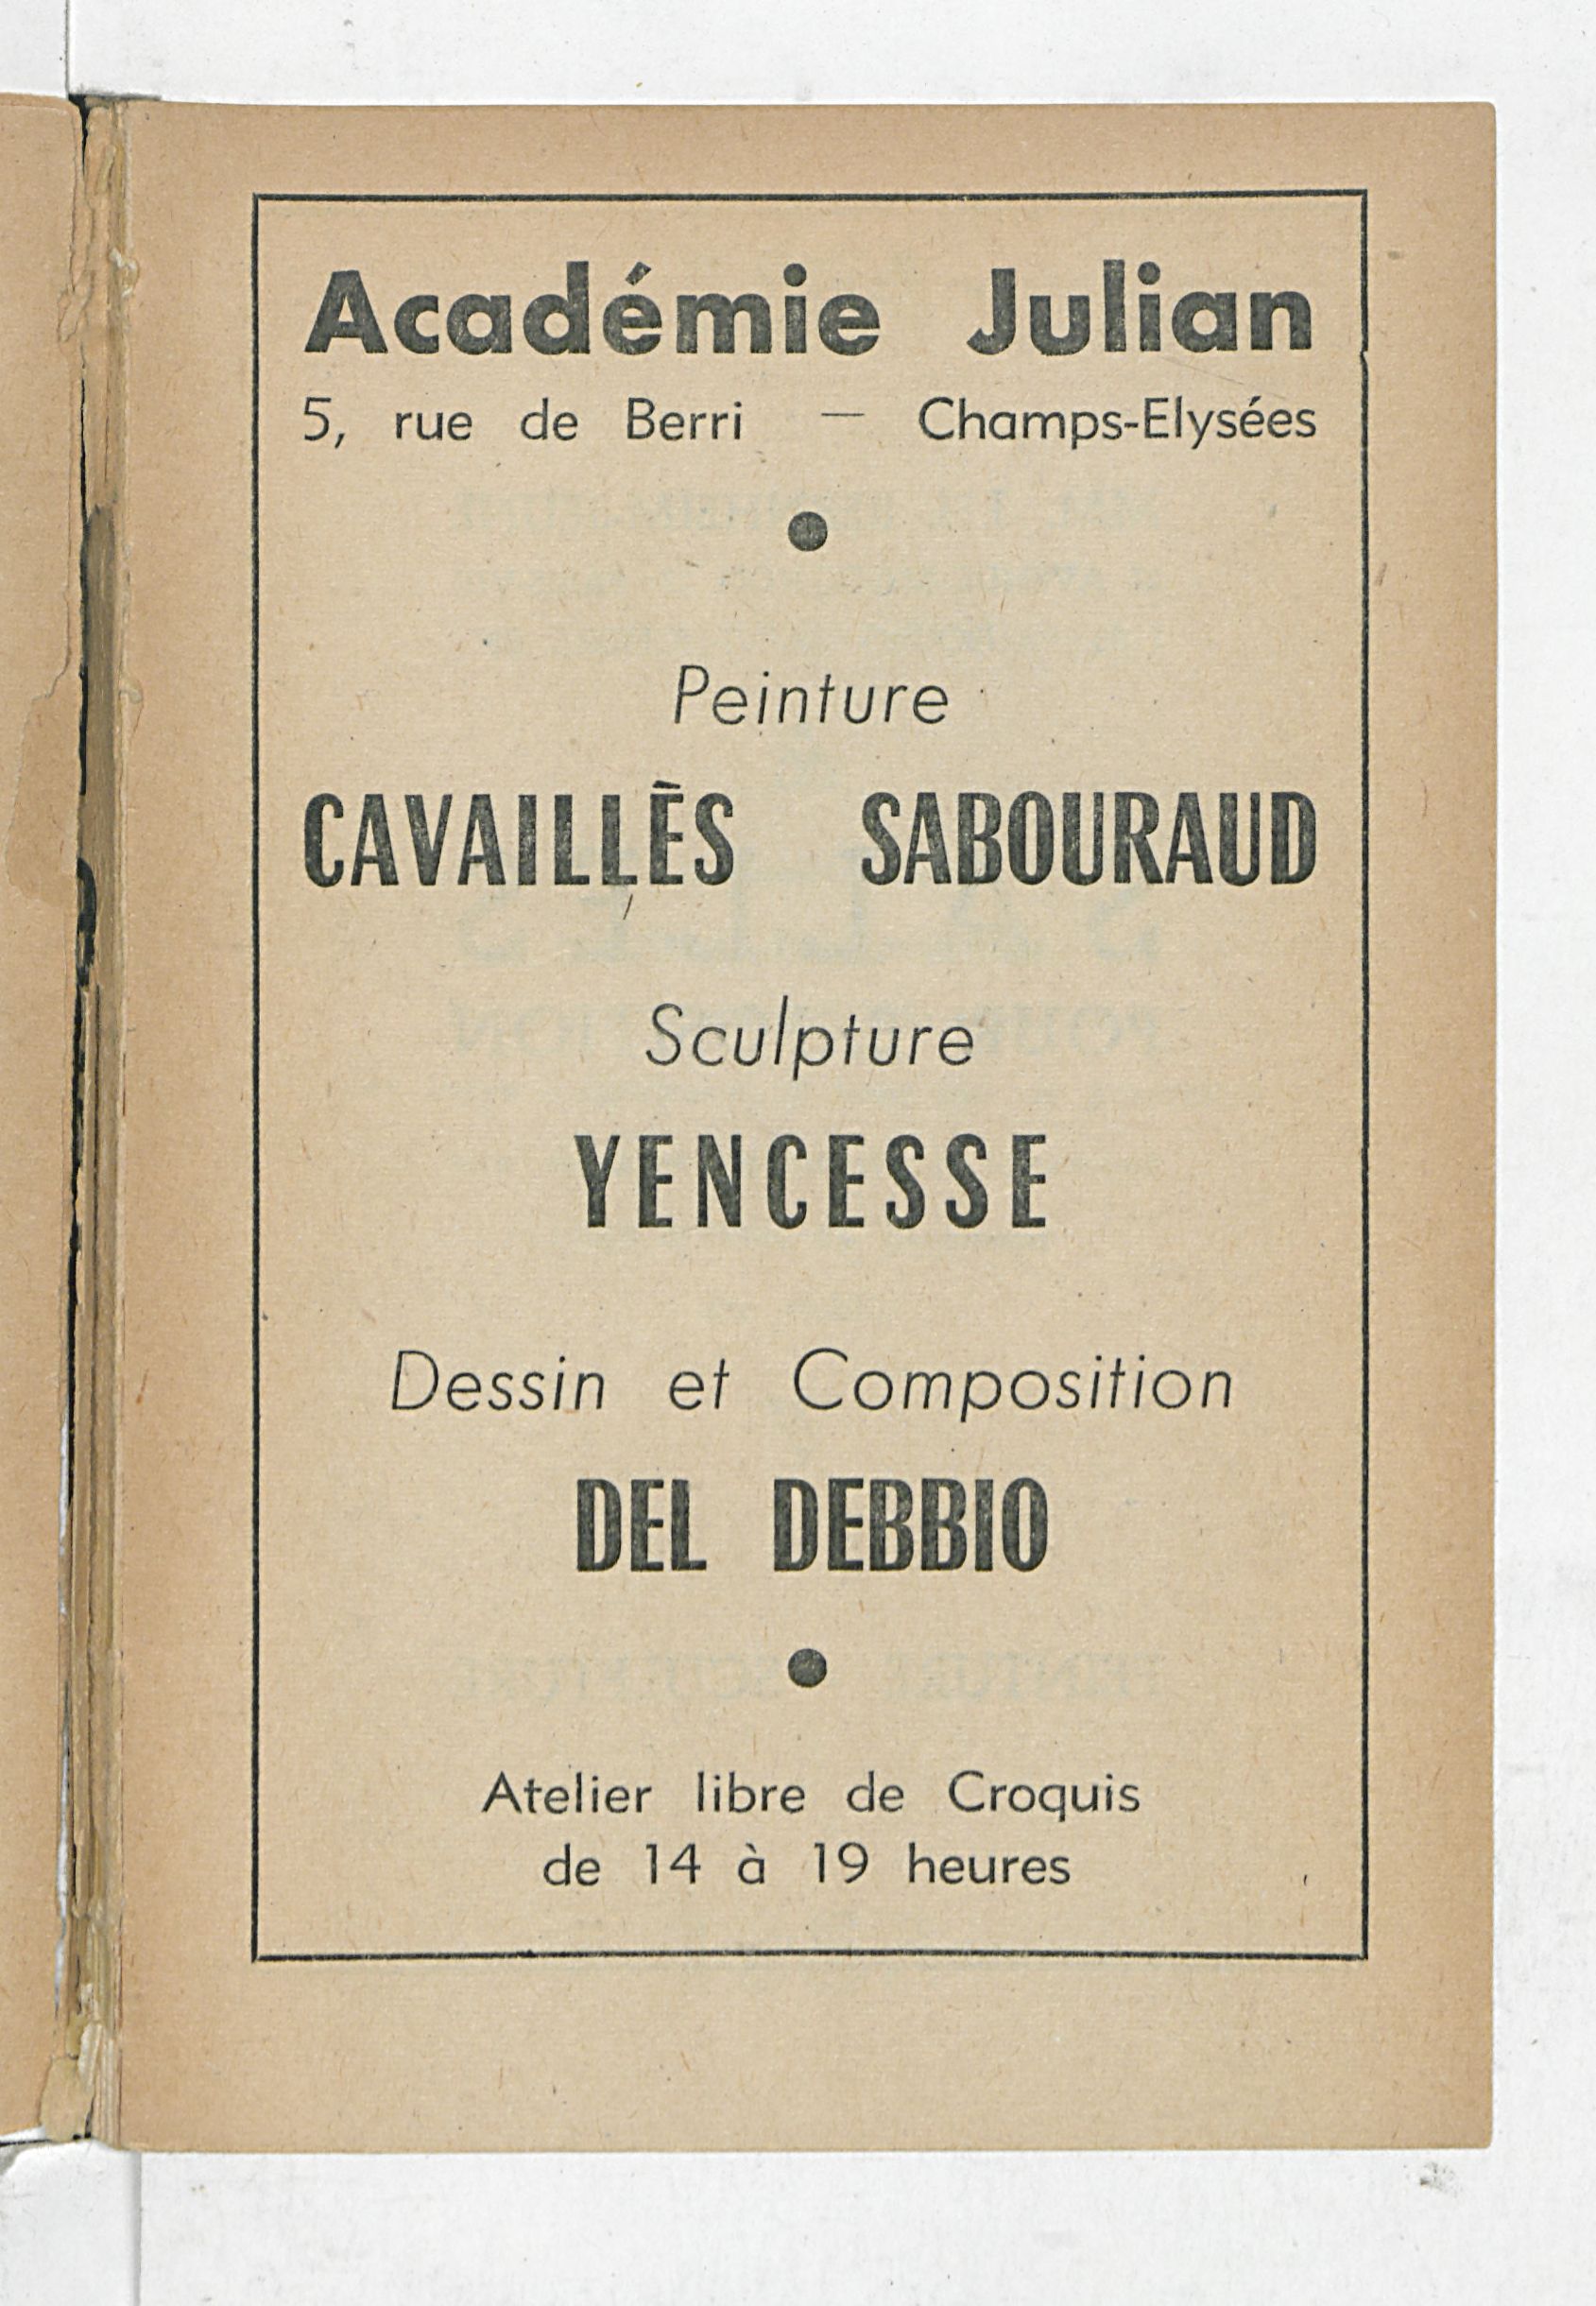 Académie Julian
5, rue de Berri — Champs-Elysées
●
Peinture
CAVAILLÈS SABOURAUD
Sculpture
YENCESSE
Dessin et Composition
DEL DEBBIO
●
Atelier libre de Croquis
de 14 à 19 heures